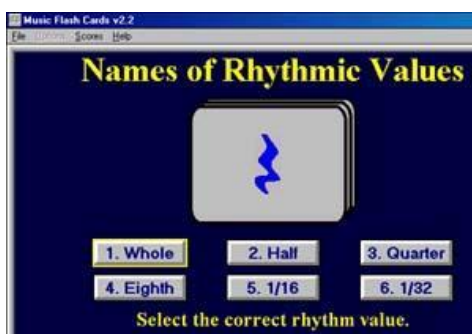 Music Flash Cards v2.2
File Options Scores Help
Names of Rhythmic Values
1. Whole 2. Half 3. Quarter
4. Eighth 5. 1/16 6. 1/32
Select the correct rhythm value.